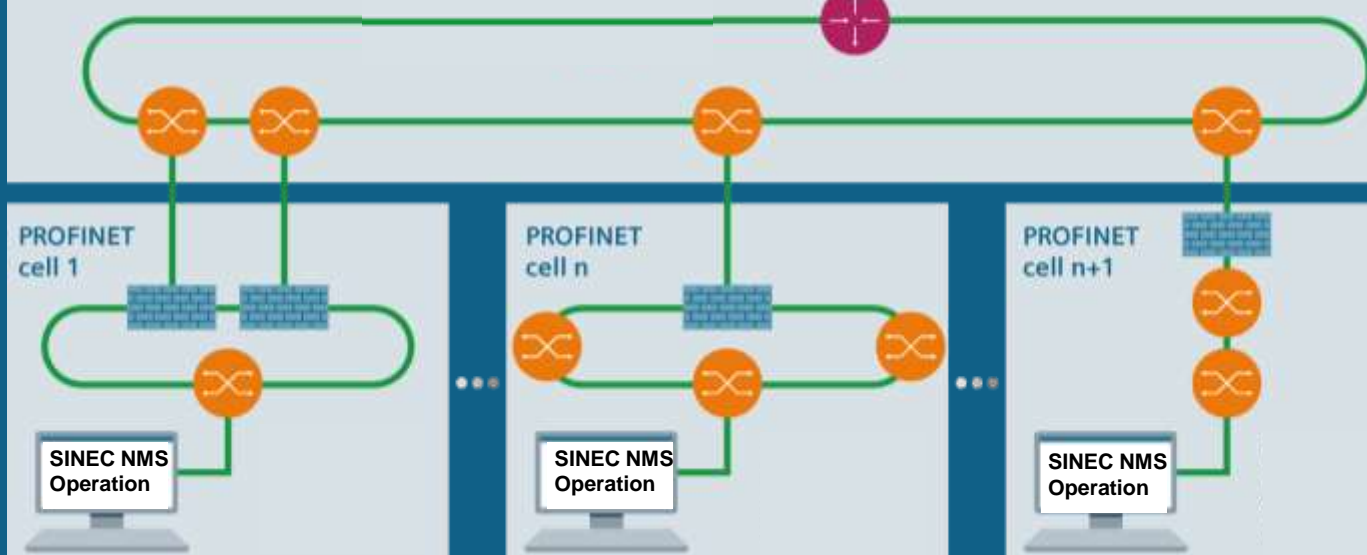 PROFINET
cell 1
PROFINET
cell n
PROFINET
cell n+1
SINEC NMS
Operation
SINEC NMS
Operation
SINEC NMS
Operation